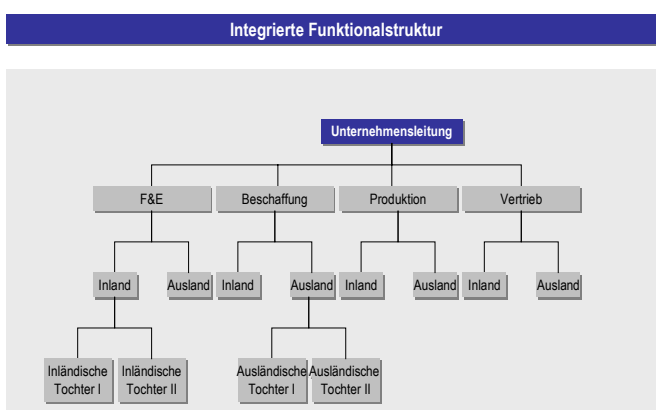 Integrierte Funktionalstruktur
Unternehmensleitung
F&E
Beschaffung
Produktion
Vertrieb
Inland
Ausland
Inland
Ausland
Inland
Ausland
Inland
Ausland
Inländische
Tochter I
Inländische
Tochter II
Ausländische
Tochter I
Ausländische
Tochter II